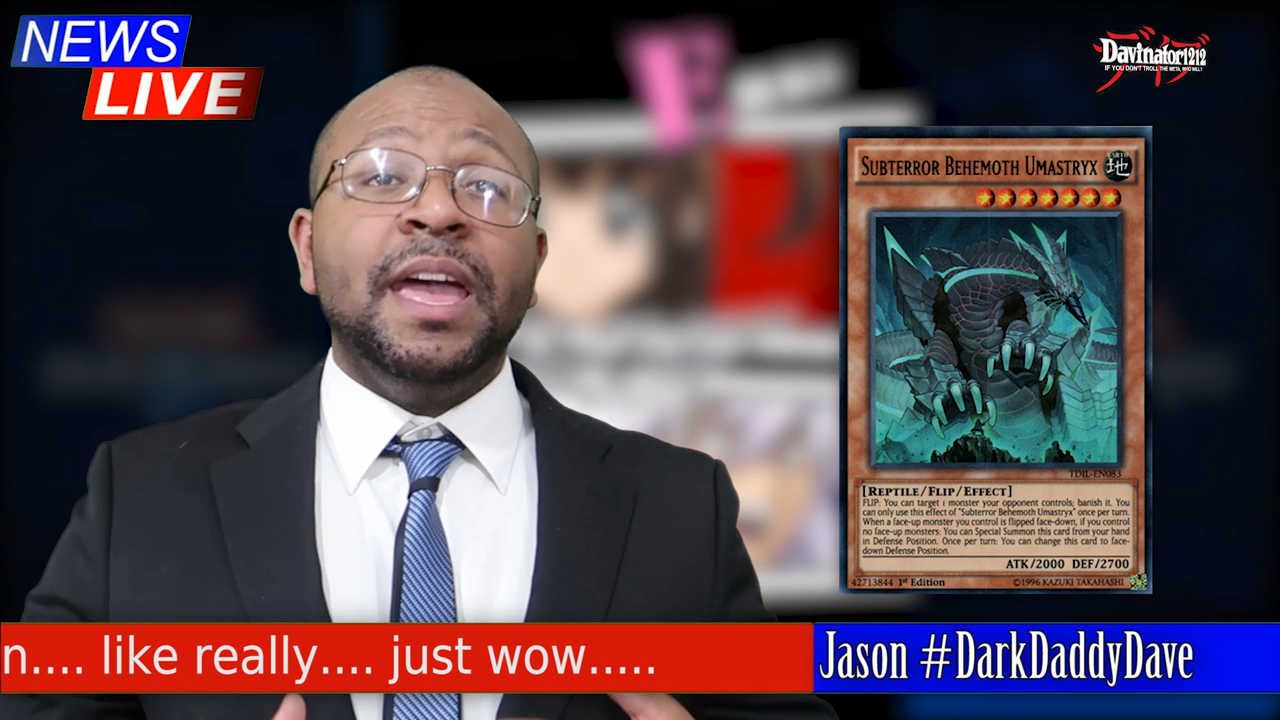 NEWS
LIVE
Davinator1212
IF YOU DON'T TROLL THE META, WHO WILL?
SUBTERROR BEHEMOTH UMASTRYX
EARTH
地
TDIL-EN083
[REPTILE/FLIP/EFFECT]
FLIP: You can target 1 monster your opponent controls; banish it. You
can only use this effect of "Subterror Behemoth Umastryx" once per turn.
When a face-up monster you control is flipped face-down, if you control
no face-up monsters: You can Special Summon this card from your hand
in Defense Position. Once per turn: You can change this card to face-
down Defense Position.
ATK/2000 DEF/2700
42713844 1st Edition ©1996 KAZUKI TAKAHASHI
n.... like really.... just wow.....
Jason #DarkDaddyDave